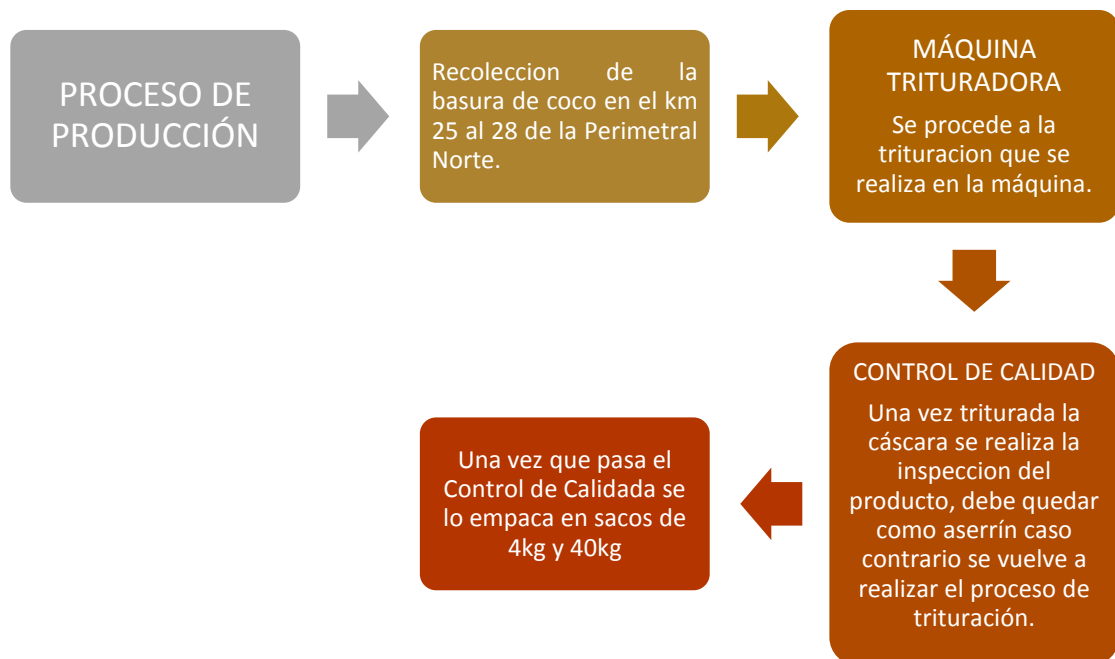 PROCESO DE
PRODUCCIÓN
Recoleccion de la
basura de coco en el km
25 al 28 de la Perimetral
Norte.
MÁQUINA
TRITURADORA
Se procede a la
trituracion que se
realiza en la máquina.
CONTROL DE CALIDAD
Una vez triturada la
cáscara se realiza la
inspeccion del
producto, debe quedar
como aserrín caso
contrario se vuelve a
realizar el proceso de
trituración.
Una vez que pasa el
Control de Calidada se
lo empaca en sacos de
4kg y 40kg